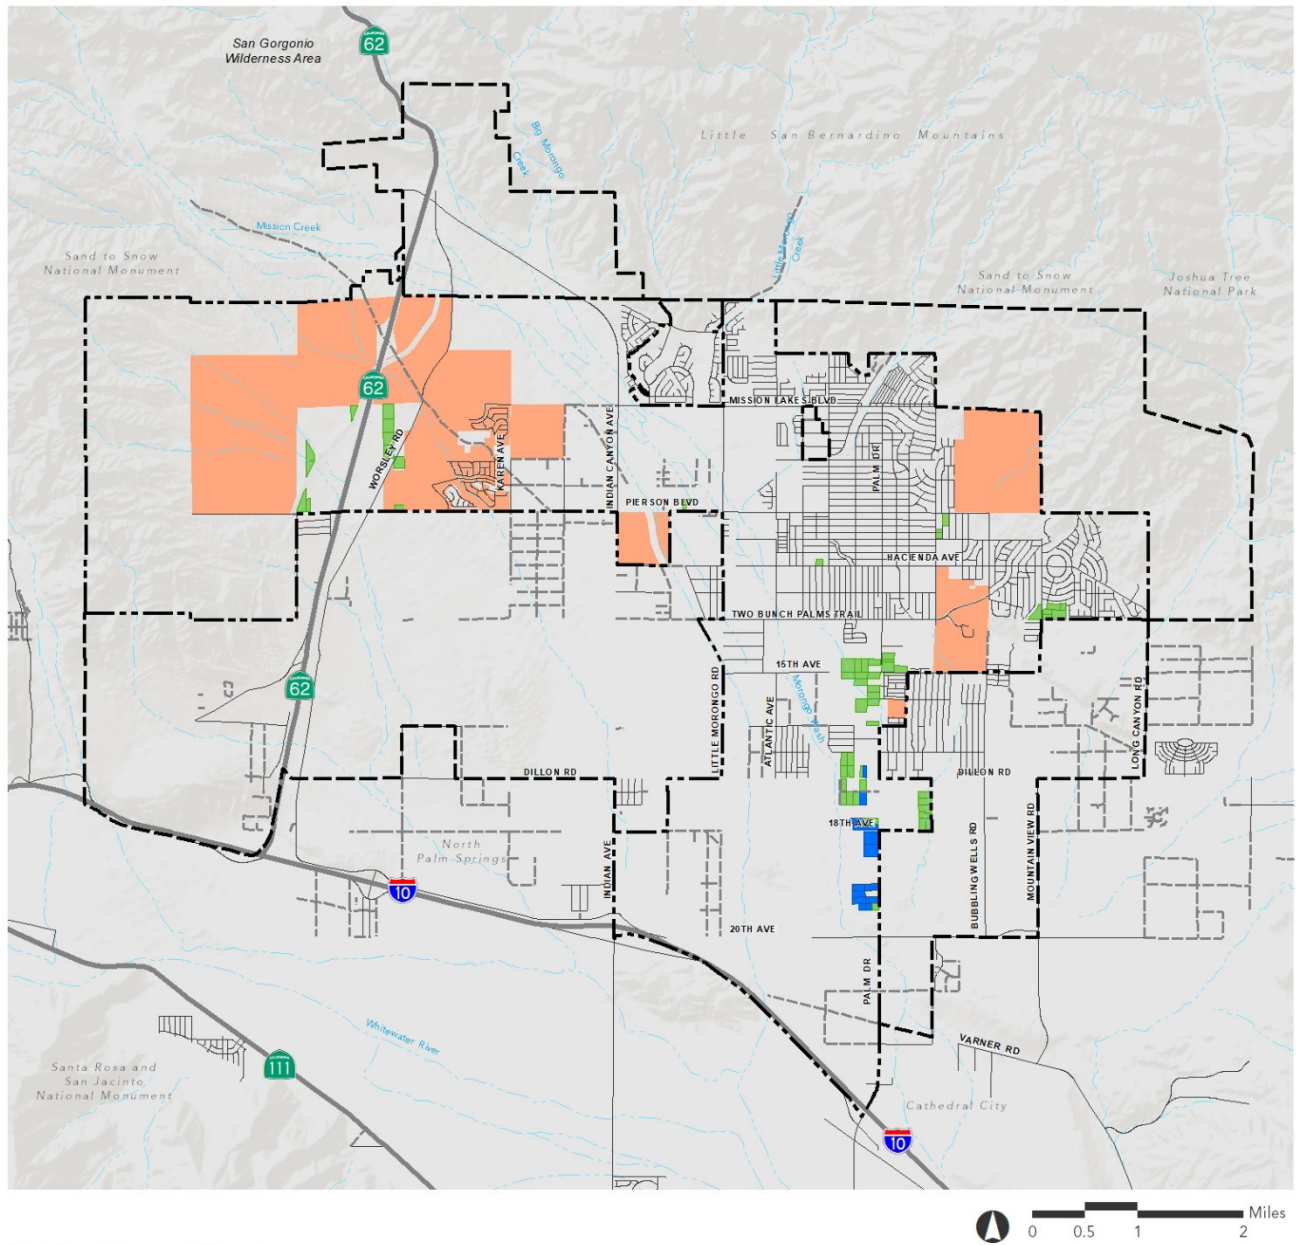 San Gorgonio
Wilderness Area
CALIFORNIA
62
Big Morongo
Creek
Little San Bernardino Mountains
Mission Creek
Little Morongo
Creek
Sand to Snow
National Monument
Sand to Snow
National Monument
Joshua Tree
National Park
CALIFORNIA
62
MISSION LAKES BLVD
WORSLEY RD
KAREN AVE
INDIAN CANYON AVE
PALM DR
PIERSON BLVD
HACIENDA AVE
TWO BUNCH PALMS TRAIL
15TH AVE
CALIFORNIA
62
Morongo Wash
LITTLE MORONGO RD
ATLANTIC AVE
LONG CANYON RD
DILLON RD
DILLON RD
18TH AVE
North
Palm Springs
INDIAN AVE
BUBBLING WELLS RD
MOUNTAIN VIEW RD
10
20TH AVE
PALM DR
Whitewater River
VARNER RD
CALIFORNIA
111
Santa Rosa and
San Jacinto
National Monument
Cathedral City
10
Miles
0 0.5 1 2